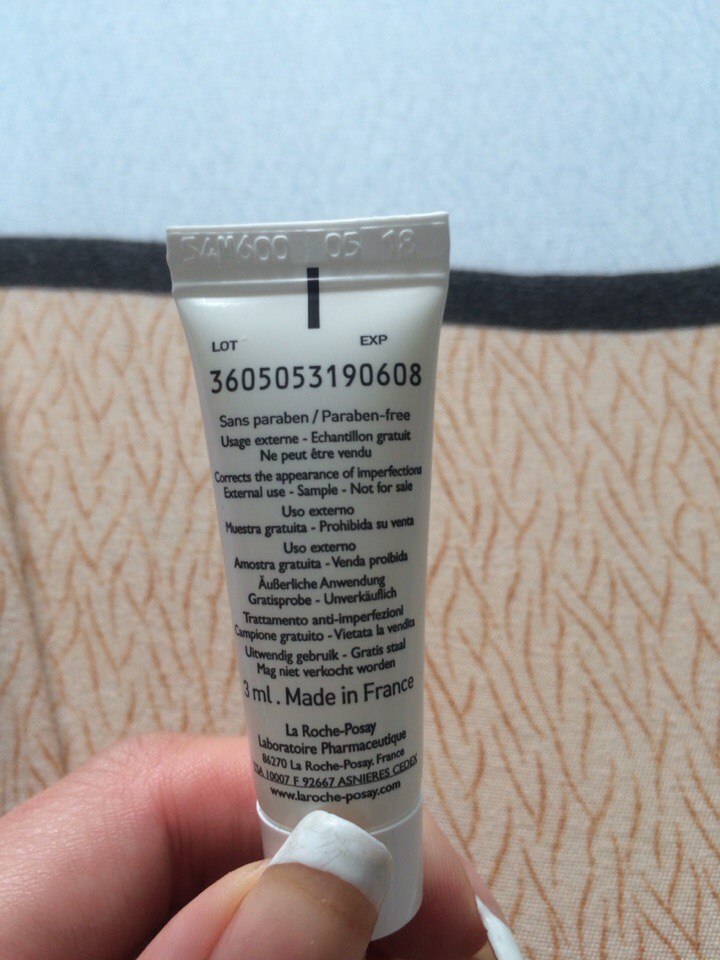 54M600 05 18
LOT EXP
3605053190608
Sans paraben / Paraben-free
Usage externe - Echantillon gratuit
Ne peut être vendu
Corrects the appearance of imperfections
External use - Sample - Not for sale
Uso externo
Muestra gratuita - Prohibida su venta
Uso externo
Amostra gratuita - Venda proibida
Äußerliche Anwendung
Gratisprobe - Unverkäuflich
Trattamento anti-imperfezioni
Campione gratuito - Vietata la vendita
Uitwendig gebruik - Gratis staal
Mag niet verkocht worden
3 ml . Made in France
La Roche-Posay
Laboratoire Pharmaceutique
86270 La Roche-Posay, France
TSA 10007 F 92667 ASNIERES CEDEX
www.laroche-posay.com